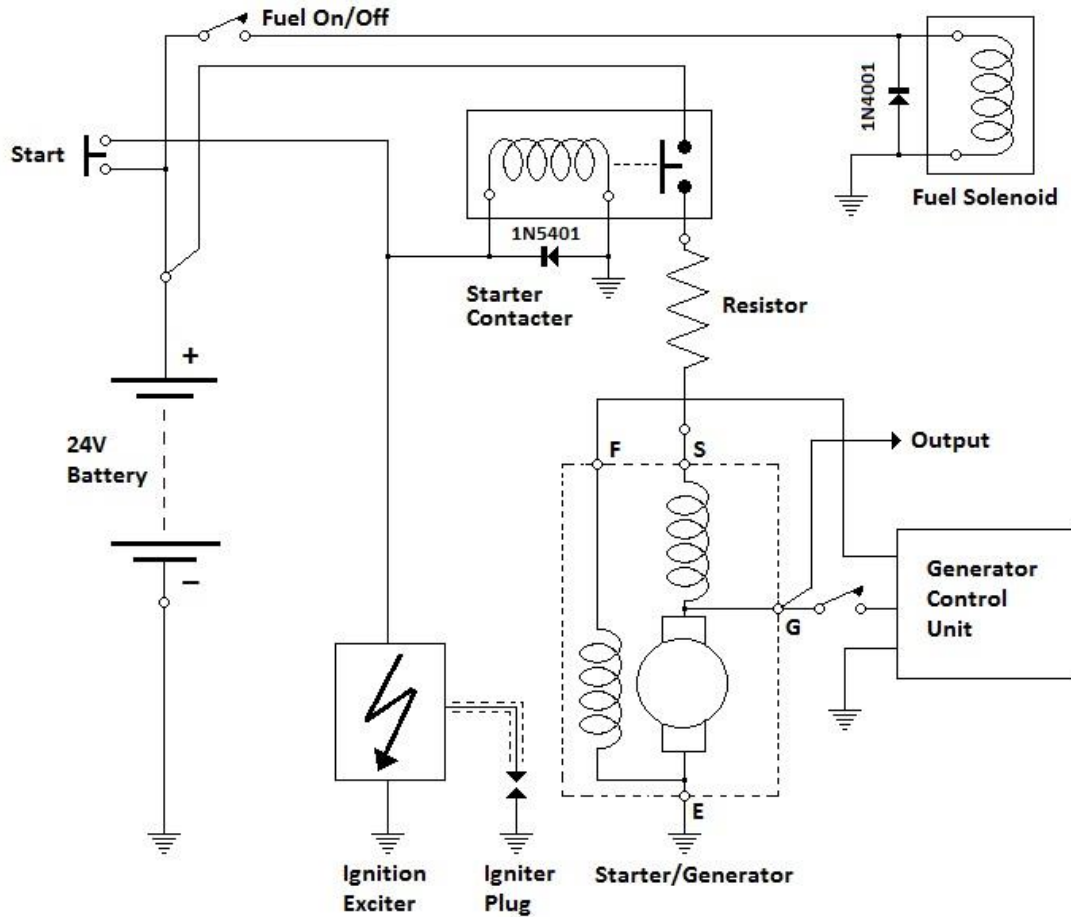 Fuel On/Off
1N4001
Start
Fuel Solenoid
1N5401
Starter
Contacter
Resistor
+
24V
Battery
F
S
Output
–
G
Generator
Control
Unit
E
Ignition
Exciter
Igniter
Plug
Starter/Generator